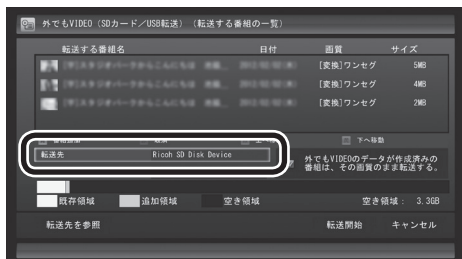 外でもVIDEO（SDカード／USB転送）（転送する番組の一覧）
転送する番組名 日付 画質 サイズ
[変換]ワンセグ 5MB
[変換]ワンセグ 4MB
[変換]ワンセグ 2MB
下へ移動
転送先 Ricoh SD Disk Device
外でもVIDEOのデータが作成済みの
番組は、その画質のまま転送する。
既存領域 追加領域 空き領域 空き領域： 3.3GB
転送先を参照 転送開始 キャンセル